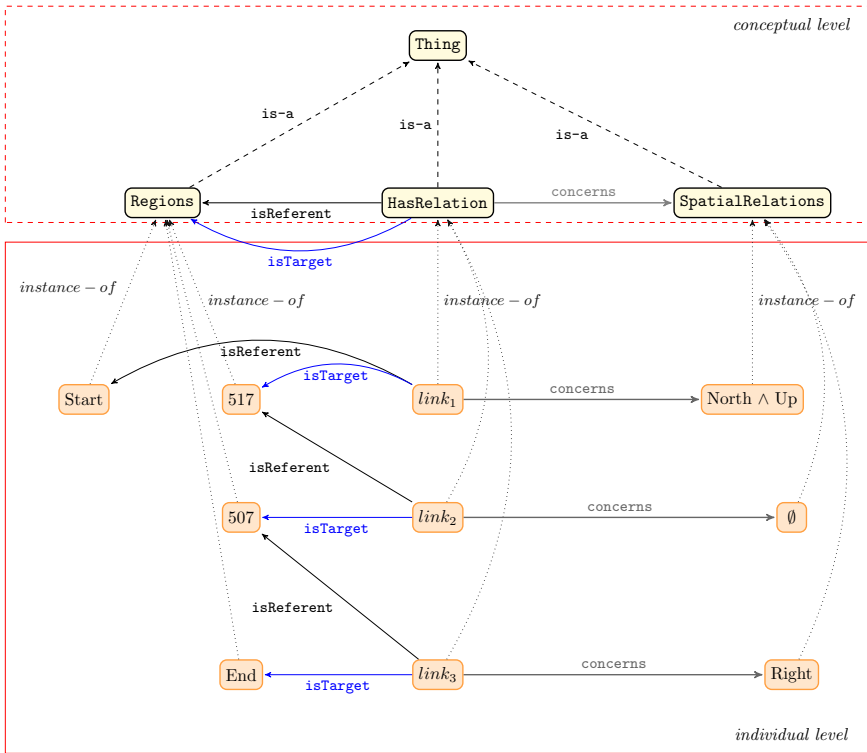 conceptual level
Thing
is-a
is-a
is-a
Regions
isReferent
HasRelation
concerns
SpatialRelations
isTarget
instance − of
instance − of
instance − of
instance − of
isReferent
isTarget
concerns
Start
517
link₁
North ∧ Up
isReferent
concerns
507
isTarget
link₂
∅
isReferent
concerns
End
isTarget
link₃
Right
individual level